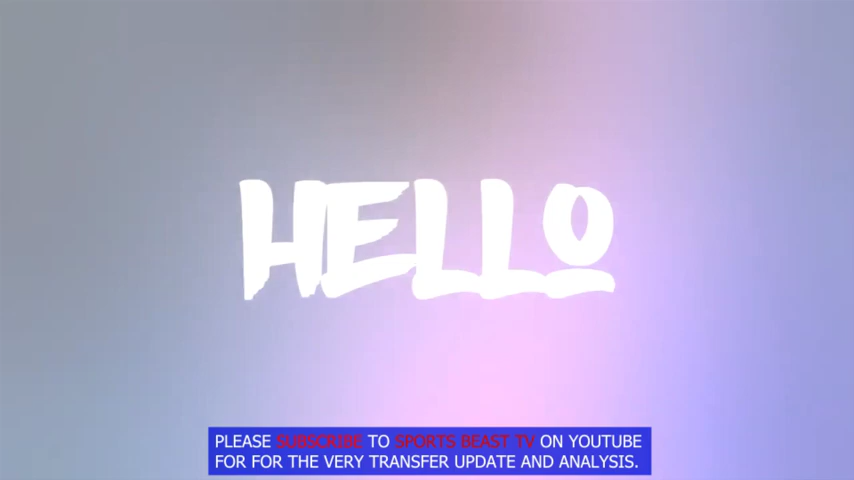 HELLO
PLEASE SUBSCRIBE TO SPORTS BEAST TV ON YOUTUBE
FOR FOR THE VERY TRANSFER UPDATE AND ANALYSIS.